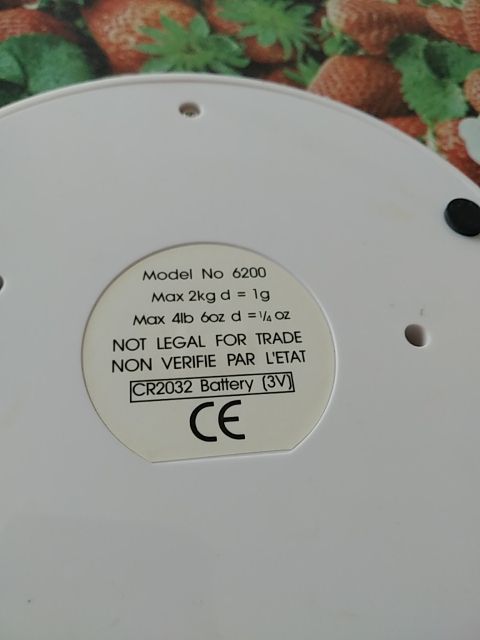 Model No 6200
Max 2kg d = 1g
Max 4lb 6oz d = 1/4 oz
NOT LEGAL FOR TRADE
NON VERIFIE PAR L'ETAT
CR2032 Battery (3V)
CE